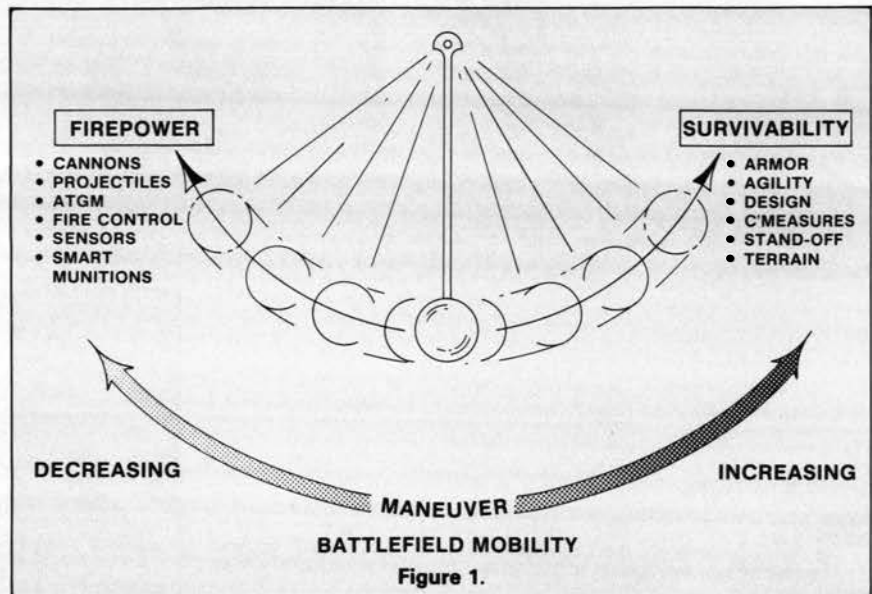 FIREPOWER
• CANNONS
• PROJECTILES
• ATGM
• FIRE CONTROL
• SENSORS
• SMART
MUNITIONS
SURVIVABILITY
• ARMOR
• AGILITY
• DESIGN
• C'MEASURES
• STAND-OFF
• TERRAIN
DECREASING
INCREASING
MANEUVER
BATTLEFIELD MOBILITY
Figure 1.